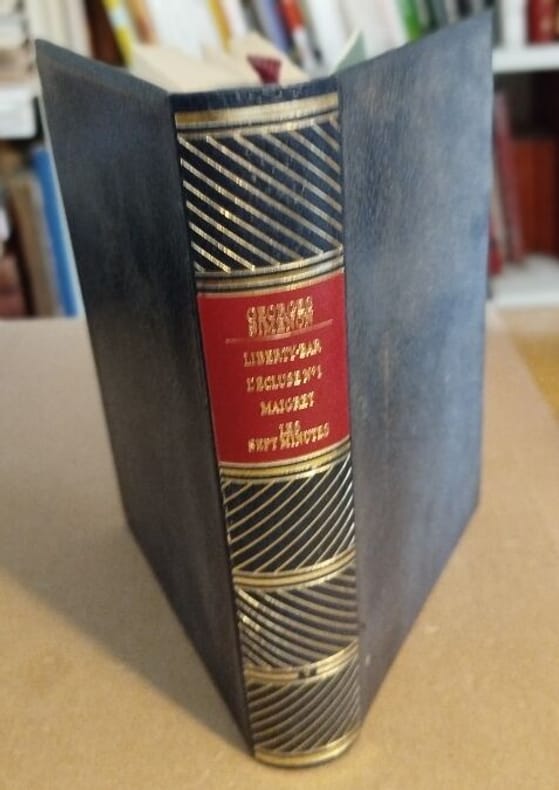 GEORGES
SIMENON
LIBERTY-BAR
L'ECLUSE Nº1
MAIGRET
LES
SEPT MINUTES